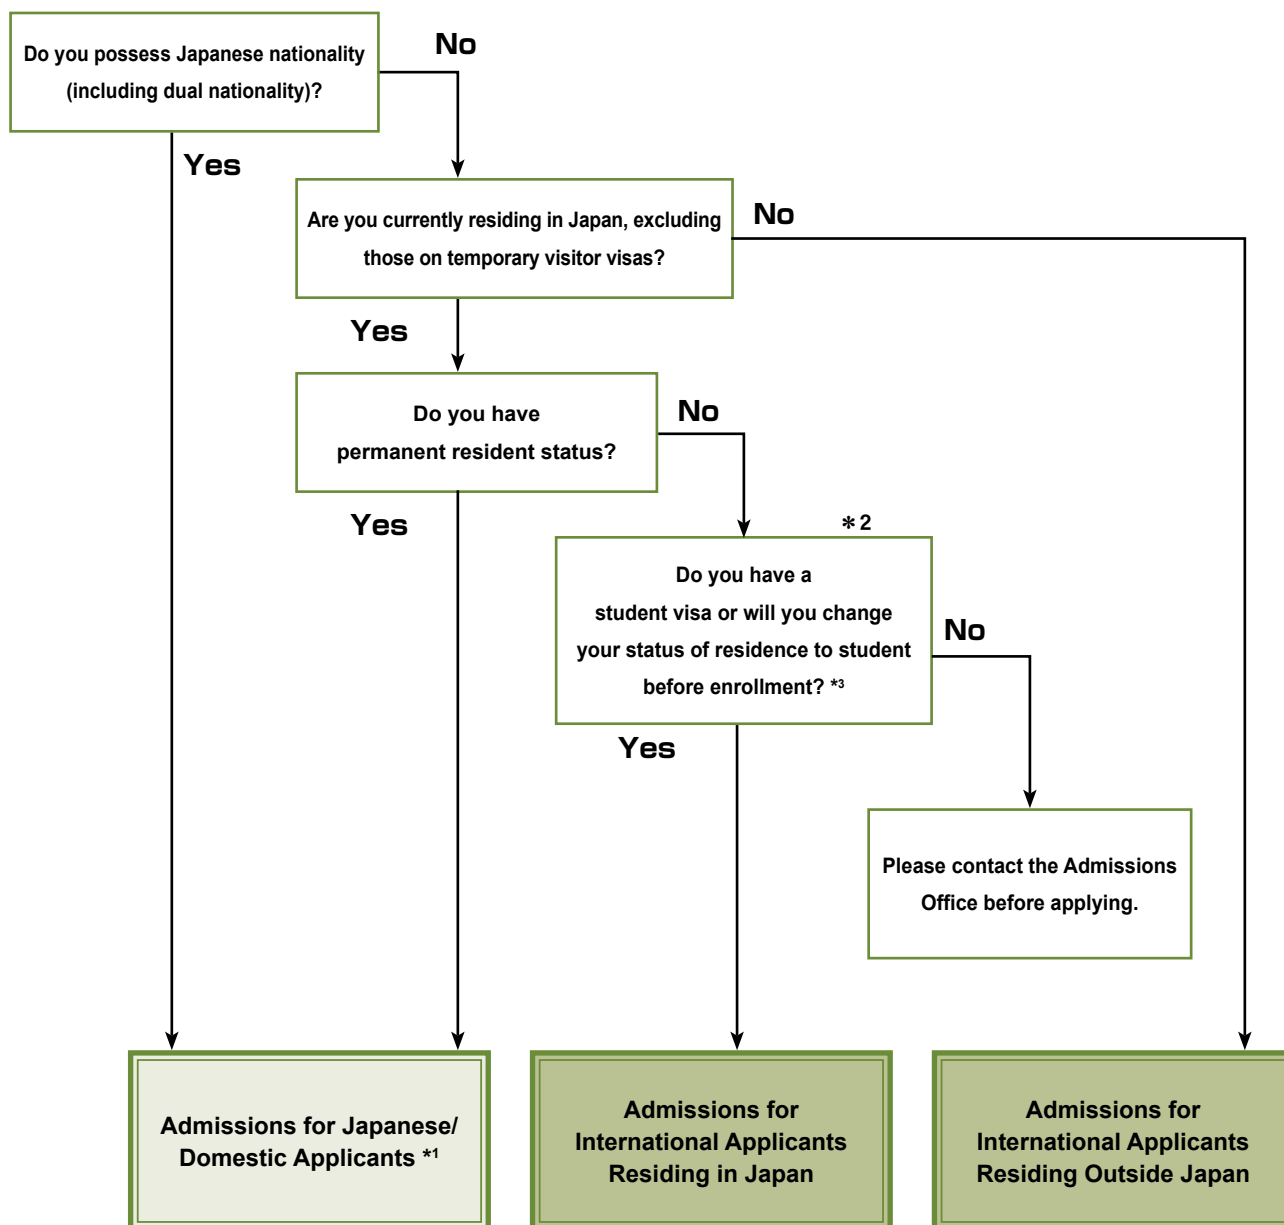 Do you possess Japanese nationality
(including dual nationality)?
No
Yes
Are you currently residing in Japan, excluding
those on temporary visitor visas?
No
Yes
Do you have
permanent resident status?
No
Yes
＊2
Do you have a
student visa or will you change
your status of residence to student
before enrollment? *3
No
Yes
Please contact the Admissions
Office before applying.
Admissions for Japanese/
Domestic Applicants *1
Admissions for
International Applicants
Residing in Japan
Admissions for
International Applicants
Residing Outside Japan